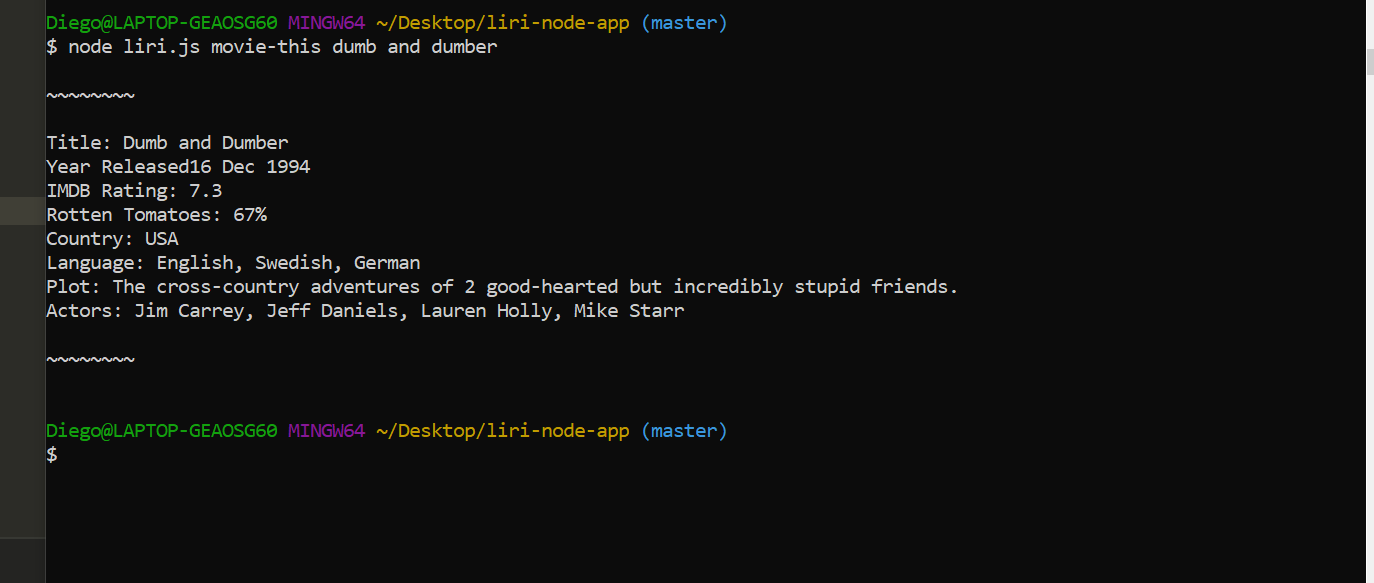 Diego@LAPTOP-GEAOSG60 MINGW64 ~/Desktop/liri-node-app (master)
$ node liri.js movie-this dumb and dumber
~~~~~~~~
Title: Dumb and Dumber
Year Released16 Dec 1994
IMDB Rating: 7.3
Rotten Tomatoes: 67%
Country: USA
Language: English, Swedish, German
Plot: The cross-country adventures of 2 good-hearted but incredibly stupid friends.
Actors: Jim Carrey, Jeff Daniels, Lauren Holly, Mike Starr
~~~~~~~~
Diego@LAPTOP-GEAOSG60 MINGW64 ~/Desktop/liri-node-app (master)
$